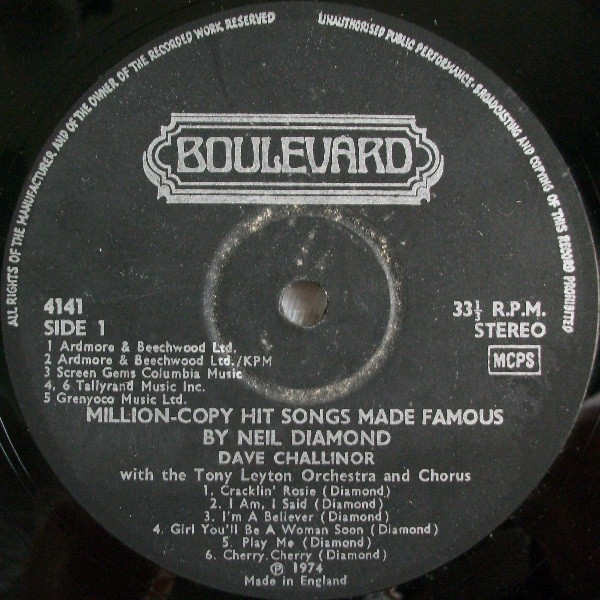 ALL RIGHTS OF THE MANUFACTURER AND OF THE OWNER OF THE RECORDED WORK RESERVED
UNAUTHORISED PUBLIC PERFORMANCE·BROADCASTING AND COPYING OF THIS RECORD PROHIBITED
BOULEVARD
4141
SIDE 1
33⅓ R.P.M.
STEREO
MCPS
1 Ardmore & Beechwood Ltd.
2 Ardmore & Beechwood Ltd./KPM
3 Screen Gems Columbia Music
4, 6 Tallyrand Music Inc.
5 Grenyoco Music Ltd.
MILLION-COPY HIT SONGS MADE FAMOUS
BY NEIL DIAMOND
DAVE CHALLINOR
with the Tony Leyton Orchestra and Chorus
1. Cracklin' Rosie (Diamond)
2. I Am, I Said (Diamond)
3. I'm A Believer (Diamond)
4. Girl You'll Be A Woman Soon (Diamond)
5. Play Me (Diamond)
6. Cherry, Cherry (Diamond)
℗ 1974
Made in England